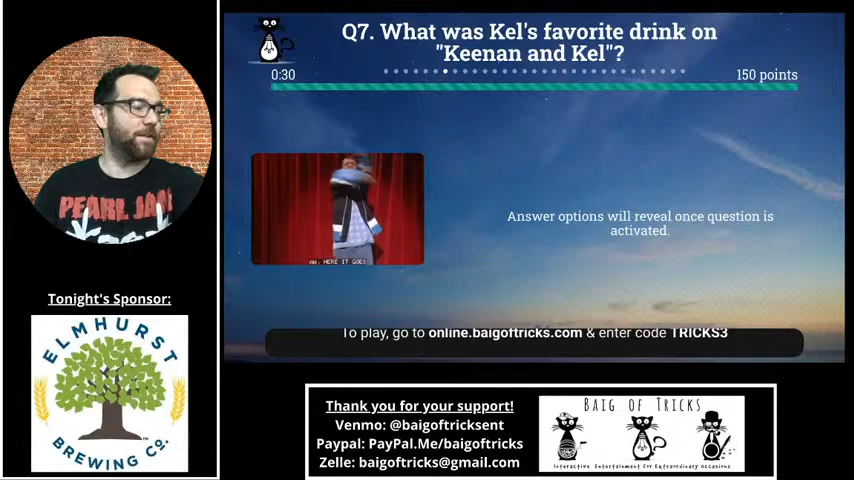 Q7. What was Kel's favorite drink on
"Keenan and Kel"?
0:30
150 points
PEARL JAM
AW, HERE IT GOES
Answer options will reveal once question is
activated.
To play, go to online.baigoftricks.com & enter code TRICKS3
Tonight's Sponsor:
ELMHURST
BREWING CO.
Thank you for your support!
Venmo: @baigoftricksent
Paypal: PayPal.Me/baigoftricks
Zelle: baigoftricks@gmail.com
BAIG OF TRICKS
Interactive Entertainment for Extraordinary Occasions